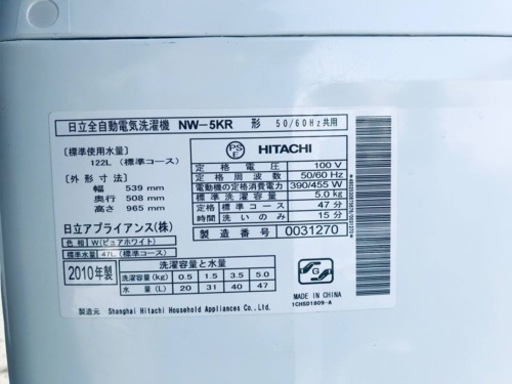 日立全自動電気洗濯機 NW-5KR 形 50/60Hz共用
〔標準使用水量〕
122L（標準コース）
〔外形寸法〕
幅 539 mm
奥行 508 mm
高さ 965 mm
日立アプライアンス(株)
色相 W(ピュアホワイト)
標準水量 47L（標準コース）
PS E HITACHI
定格電圧 100 V
定格周波数 50/60 Hz
電動機の定格消費電力 390/455 W
標準洗濯容量 5.0 kg
定格 標準コース 47 分
時間 洗いのみ 15 分
製造番号 0031270
2010年製
洗濯容量と水量
洗濯容量(kg) 0.5 1.5 3.5 5.0
水量(L) 20 31 40 47
G
MADE IN CHINA
1CH5D1809-A
製造元 Shanghai Hitachi Household Appliances Co., Ltd.